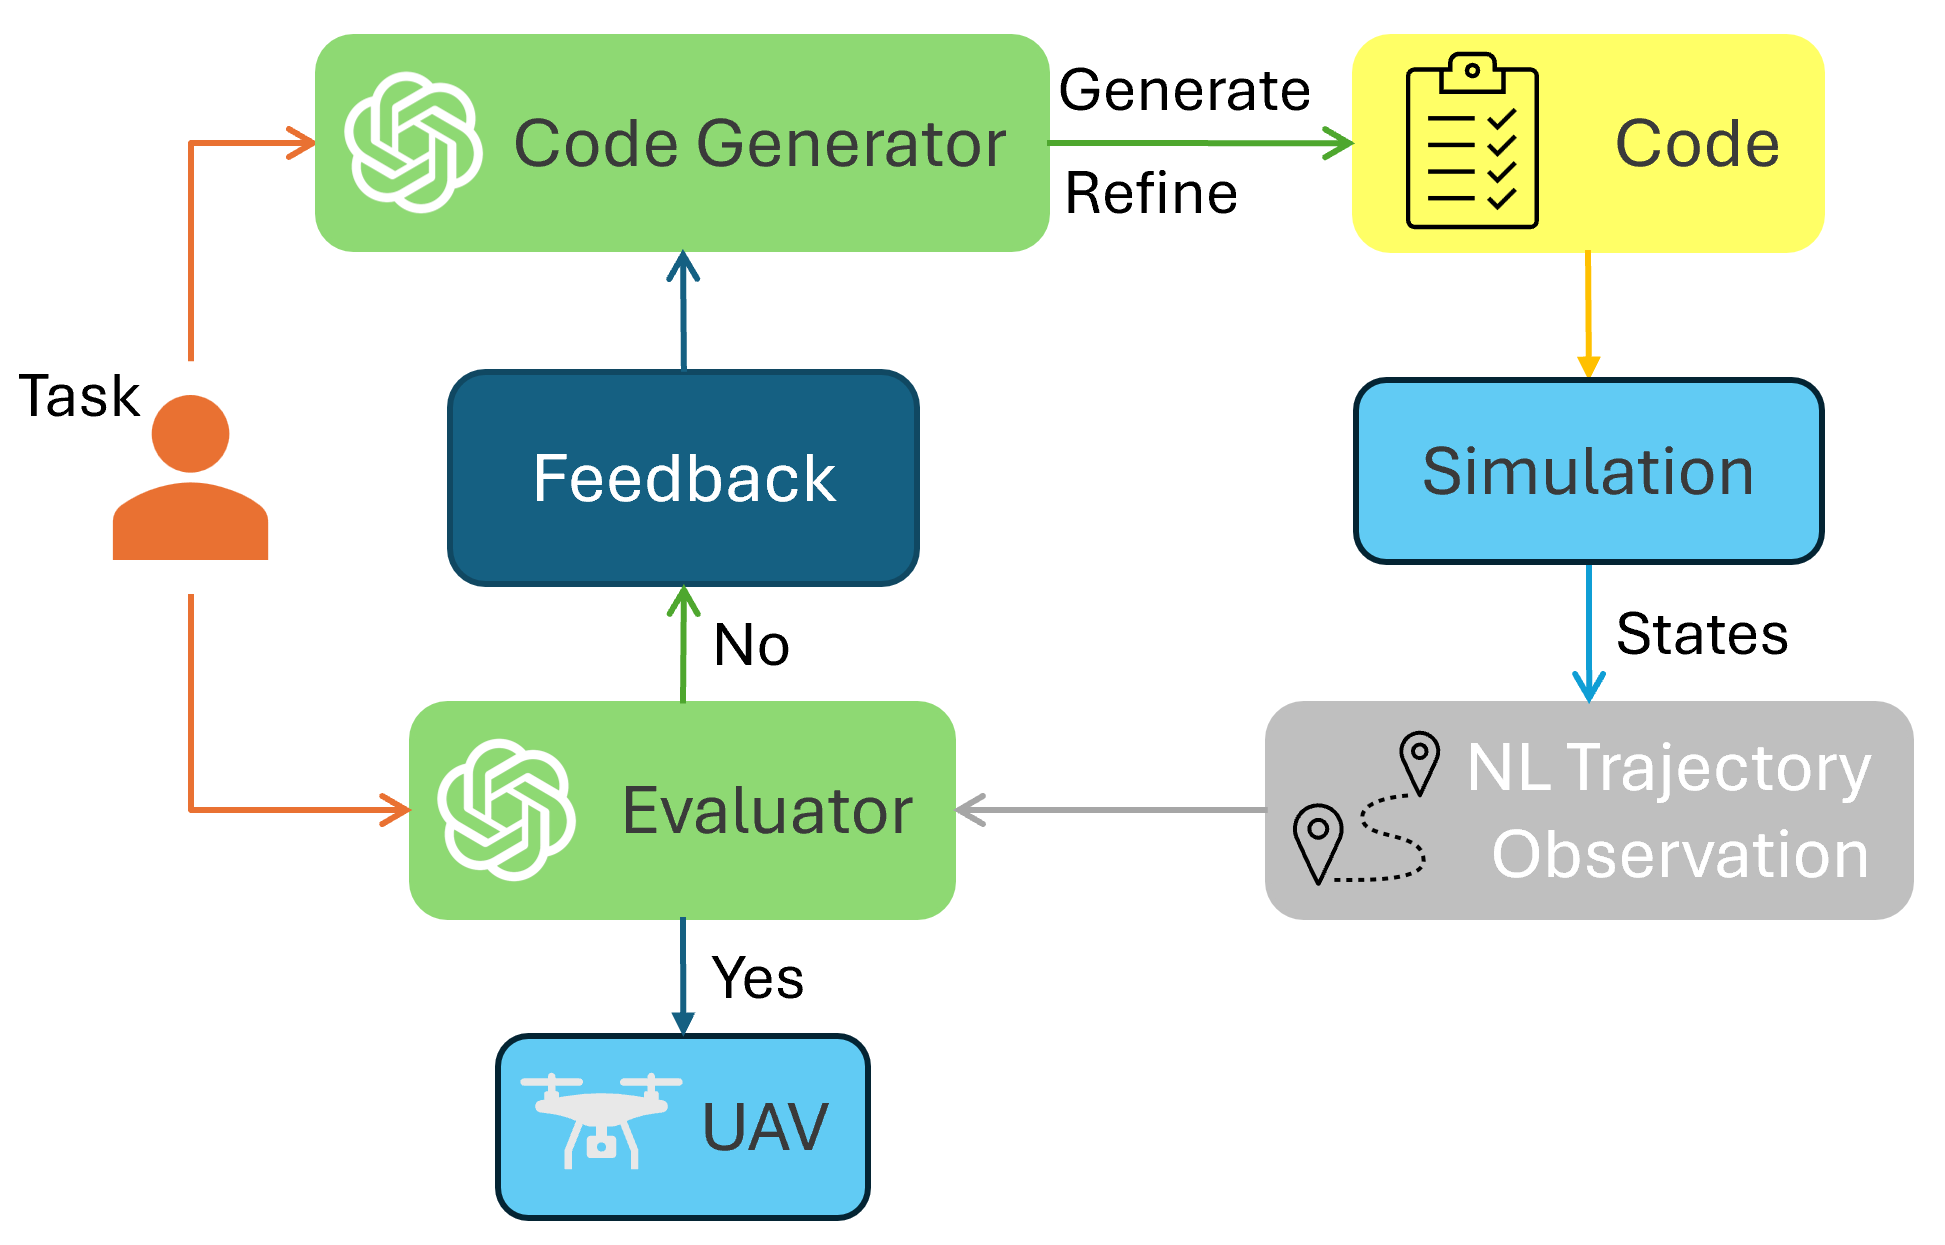 Code Generator
Generate
Refine
Code
Task
Feedback
Simulation
No
States
Evaluator
NL Trajectory
Observation
Yes
UAV